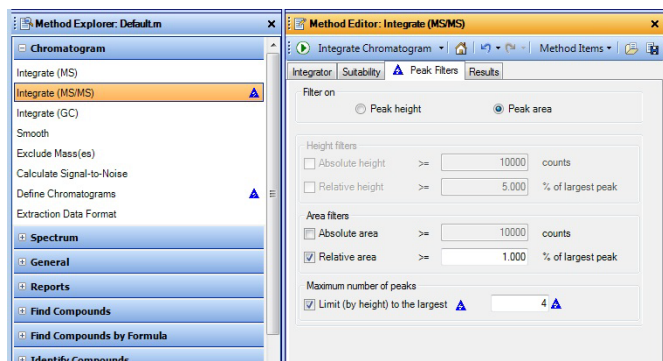 Method Explorer: Default.m
Chromatogram
Integrate (MS)
Integrate (MS/MS)
Integrate (GC)
Smooth
Exclude Mass(es)
Calculate Signal-to-Noise
Define Chromatograms
Extraction Data Format
Spectrum
General
Reports
Find Compounds
Find Compounds by Formula
Identify Compounds
Method Editor: Integrate (MS/MS)
Integrate Chromatogram Method Items
Integrator Suitability Peak Filters Results
Filter on
Peak height Peak area
Height filters
Absolute height >= 10000 counts
Relative height >= 5.000 % of largest peak
Area filters
Absolute area >= 10000 counts
Relative area >= 1.000 % of largest peak
Maximum number of peaks
Limit (by height) to the largest 4